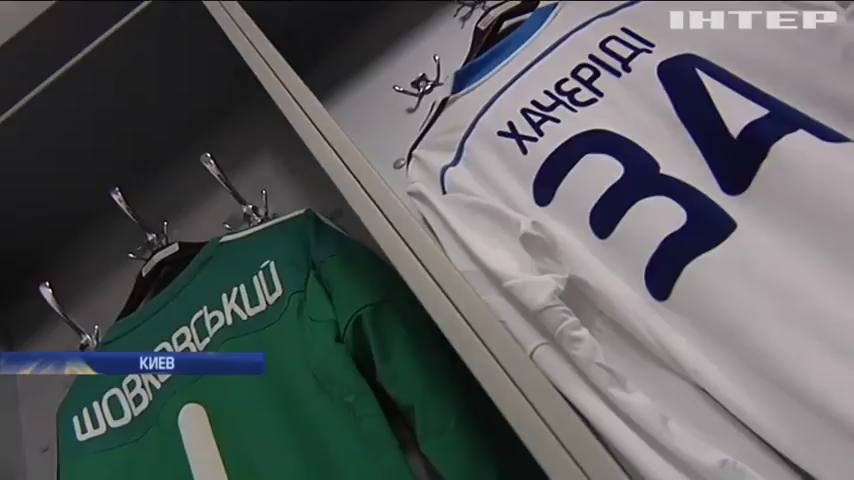 ІНТЕР
ХАЧЕРІДІ
34
КИЕВ
ШОВКОВСЬКИЙ
1